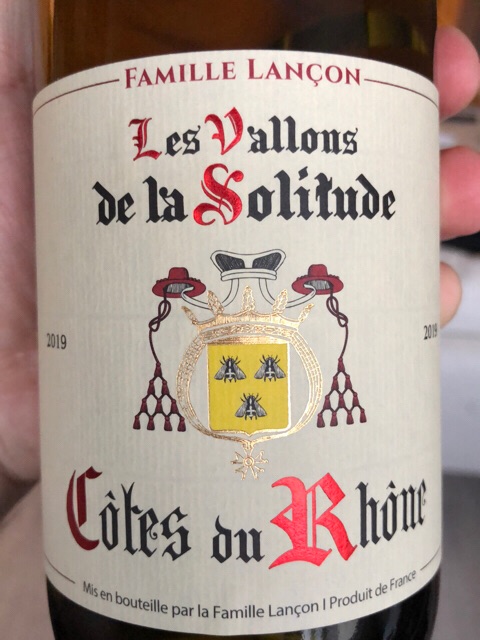 FAMILLE LANÇON
Les Vallons
de la Solitude
2019
2019
Côtes du Rhône
Mis en bouteille par la Famille Lançon I Produit de France